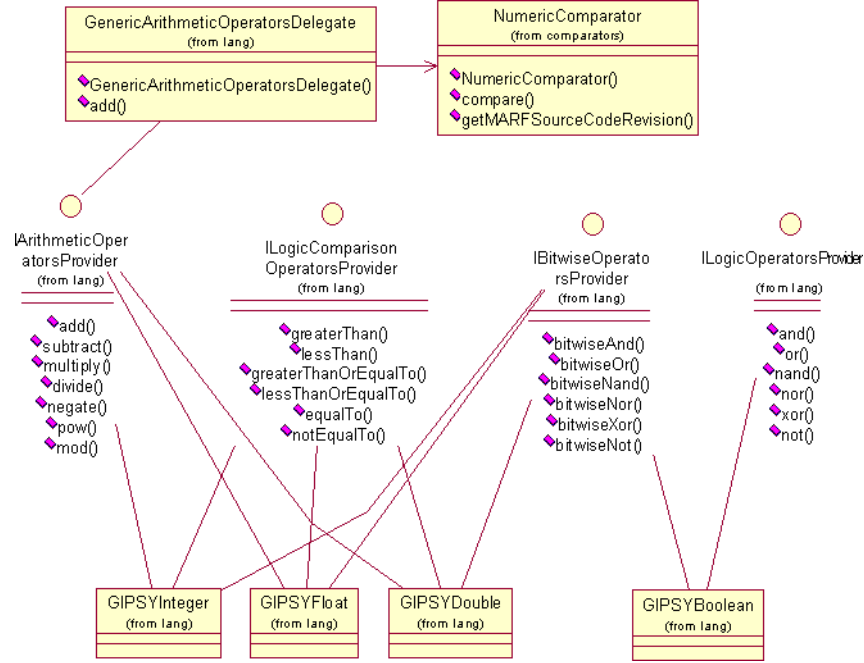 GenericArithmeticOperatorsDelegate
(from lang)
GenericArithmeticOperatorsDelegate()
add()
NumericComparator
(from comparators)
NumericComparator()
compare()
getMARFSourceCodeRevision()
IArithmeticOper
atorsProvider
(from lang)
add()
subtract()
multiply()
divide()
negate()
pow()
mod()
ILogicComparison
OperatorsProvider
(from lang)
greaterThan()
lessThan()
greaterThanOrEqualTo()
lessThanOrEqualTo()
equalTo()
notEqualTo()
IBitwiseOperato
rsProvider
(from lang)
bitwiseAnd()
bitwiseOr()
bitwiseNand()
bitwiseNor()
bitwiseXor()
bitwiseNot()
ILogicOperatorsProvider
(from lang)
and()
or()
nand()
nor()
xor()
not()
GIPSYInteger
(from lang)
GIPSYFloat
(from lang)
GIPSYDouble
(from lang)
GIPSYBoolean
(from lang)